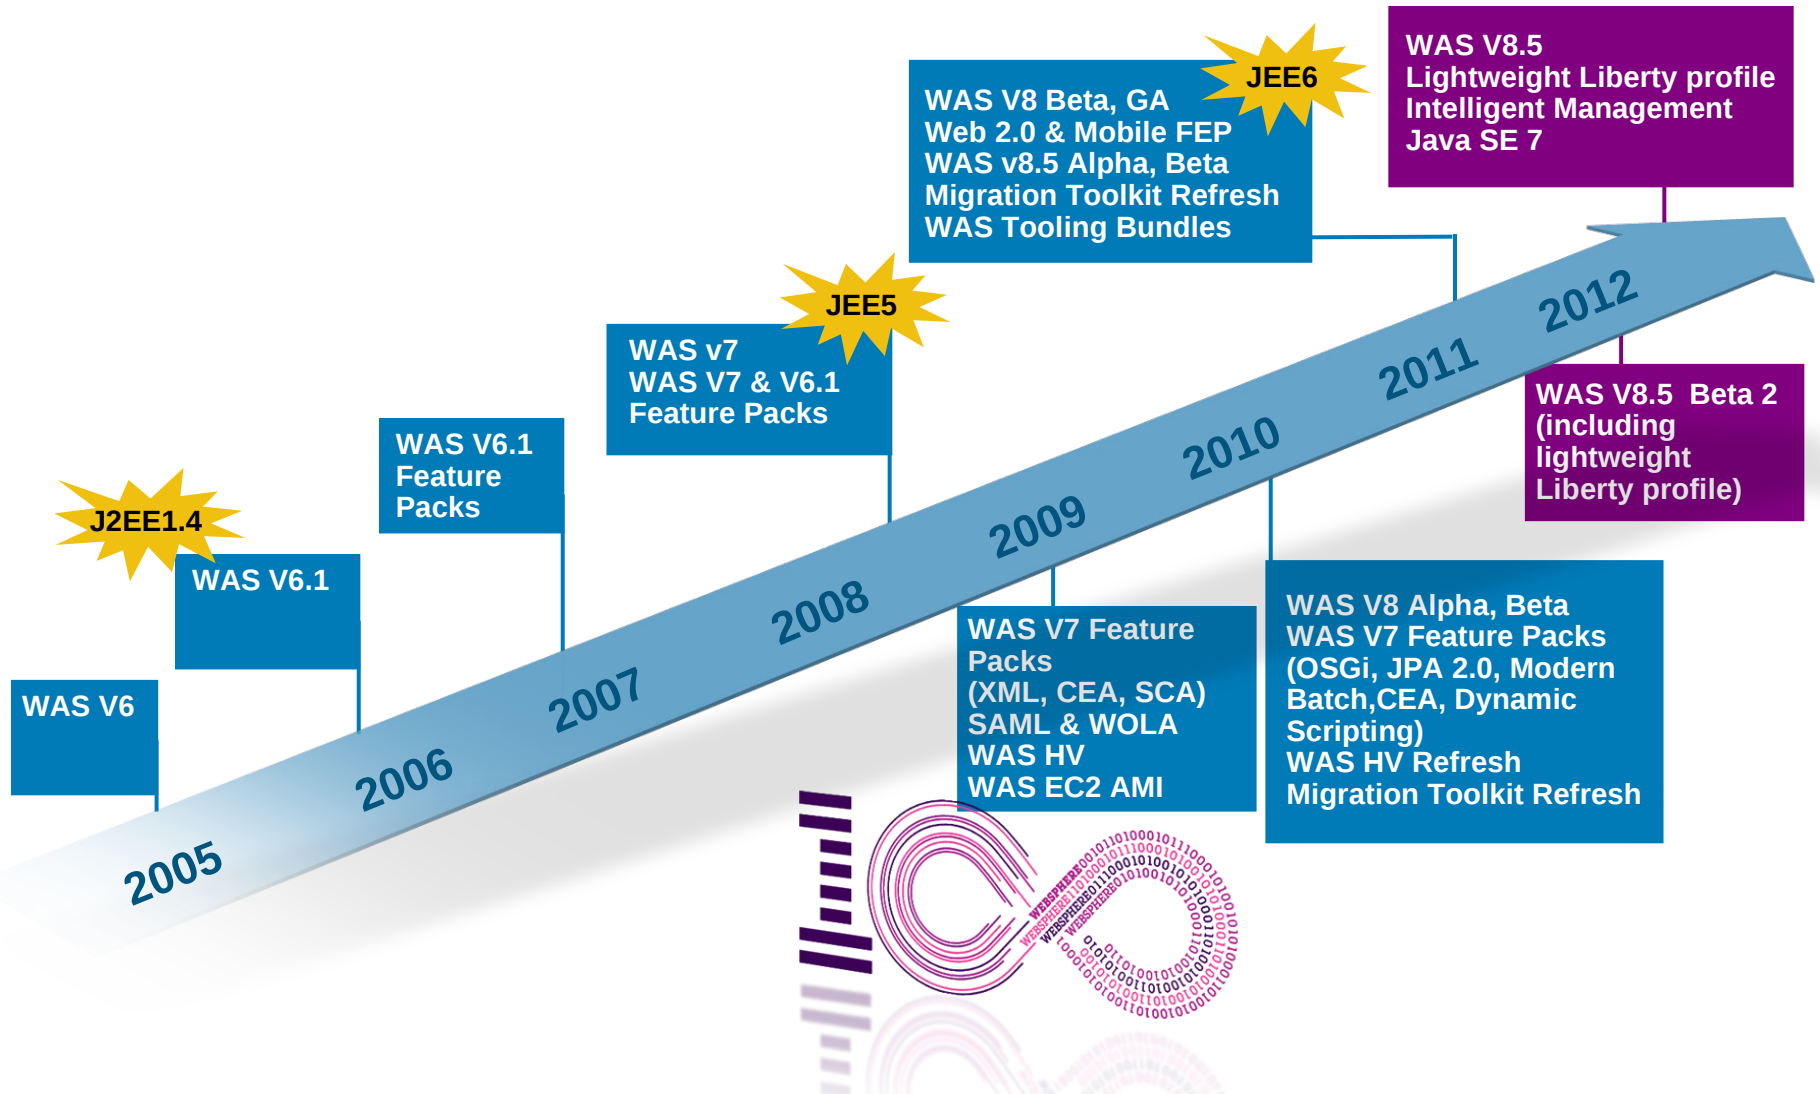 WAS V8.5
Lightweight Liberty profile
Intelligent Management
Java SE 7
JEE6
WAS V8 Beta, GA
Web 2.0 & Mobile FEP
WAS v8.5 Alpha, Beta
Migration Toolkit Refresh
WAS Tooling Bundles
JEE5
WAS v7
WAS V7 & V6.1
Feature Packs
WAS V6.1
Feature
Packs
J2EE1.4
WAS V6.1
WAS V6
2005
2006
2007
2008
2009
2010
2011
2012
WAS V8.5 Beta 2
(including
lightweight
Liberty profile)
WAS V7 Feature
Packs
(XML, CEA, SCA)
SAML & WOLA
WAS HV
WAS EC2 AMI
WAS V8 Alpha, Beta
WAS V7 Feature Packs
(OSGi, JPA 2.0, Modern
Batch,CEA, Dynamic
Scripting)
WAS HV Refresh
Migration Toolkit Refresh
WEBSPHERE
WEBSPHERE
WEBSPHERE
WEBSPHERE